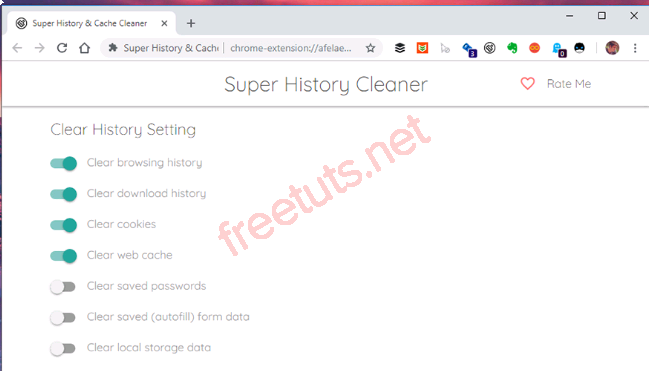 Super History & Cache Cleaner
Super History & Cache chrome-extension://afelae...
3
0
Super History Cleaner
Rate Me
Clear History Setting
Clear browsing history
Clear download history
Clear cookies
Clear web cache
Clear saved passwords
Clear saved (autofill) form data
Clear local storage data
freetuts.net